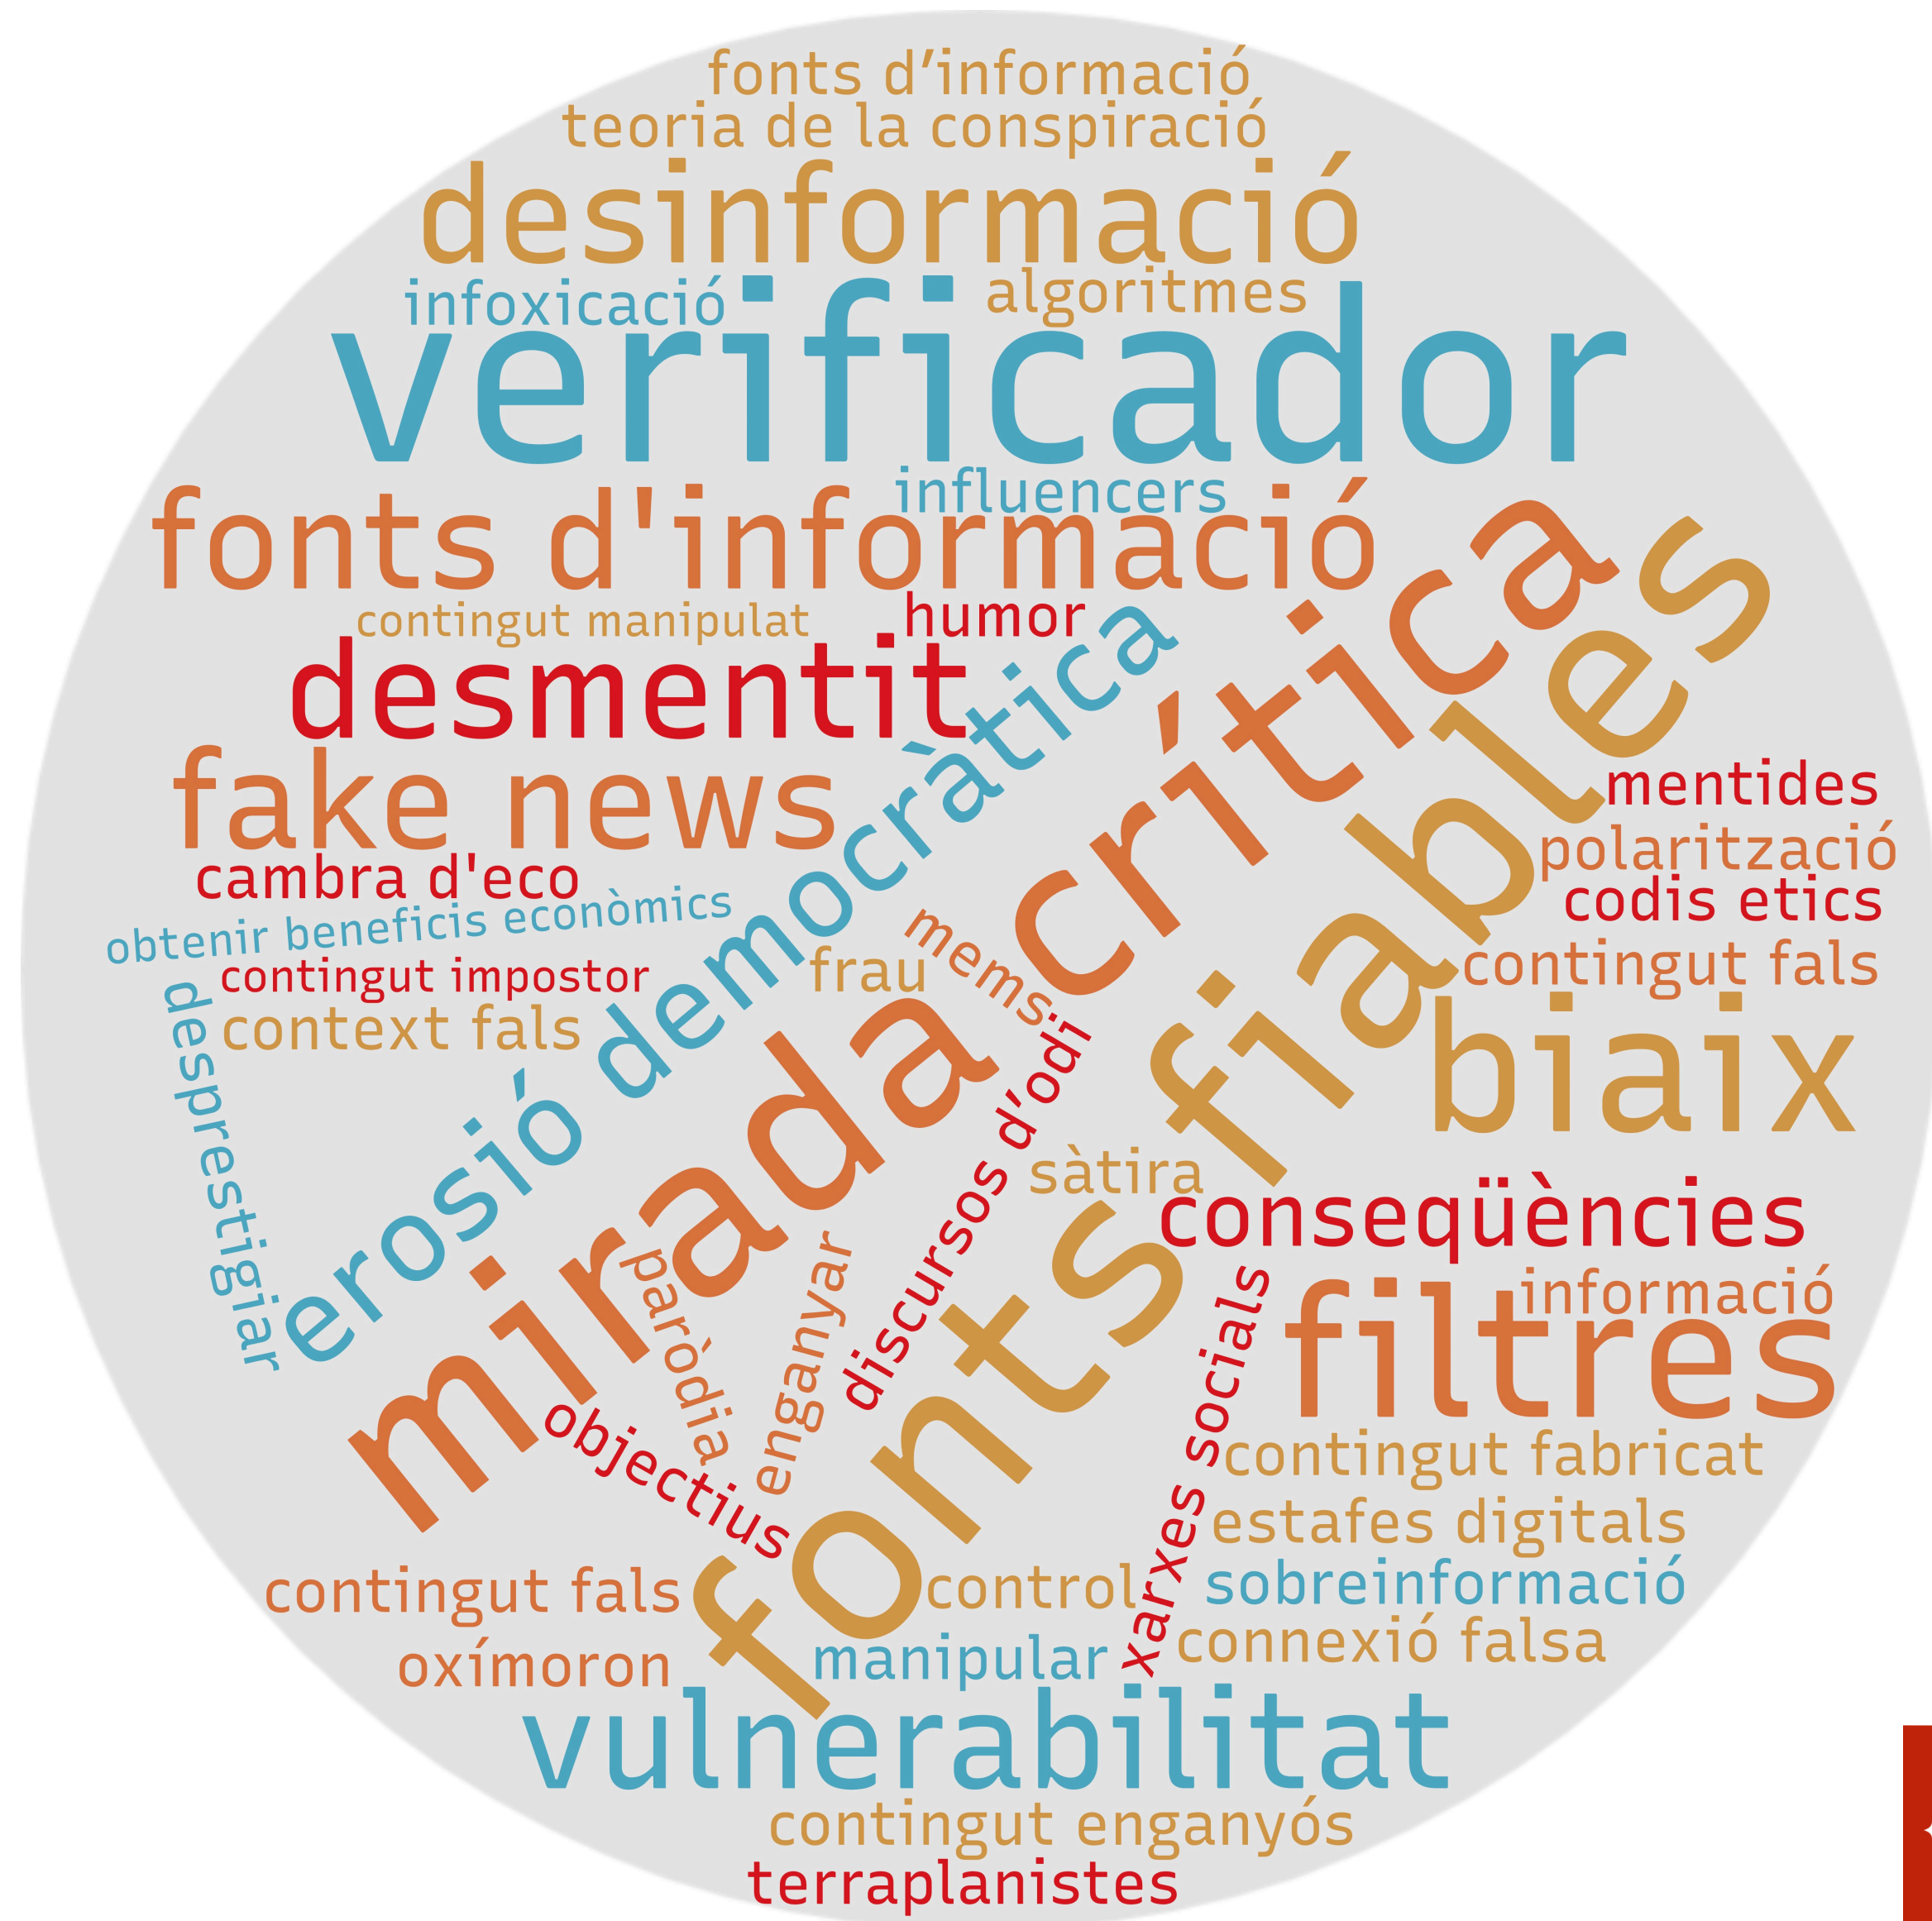 fonts d’informació
teoria de la conspiració
desinformació
infoxicació
algoritmes
verificador
influencers
fonts d'informació
contingut manipulat
humor
desmentit
fake news
cambra d'eco
obtenir beneficis econòmics
contingut impostor
context fals
desprestigiar
erosió democràtica
mirada crítica
frau
mems
fonts fiables
mentides
polarització
codis etics
contingut fals
biaix
sàtira
conseqüències
discursos d'odi
informació
filtres
paròdia
enganyar
objectius
xarxes socials
contingut fabricat
estafes digitals
sobreinformació
connexió falsa
contingut fals
control
oxímoron
manipular
vulnerabilitat
contingut enganyós
terraplanistes